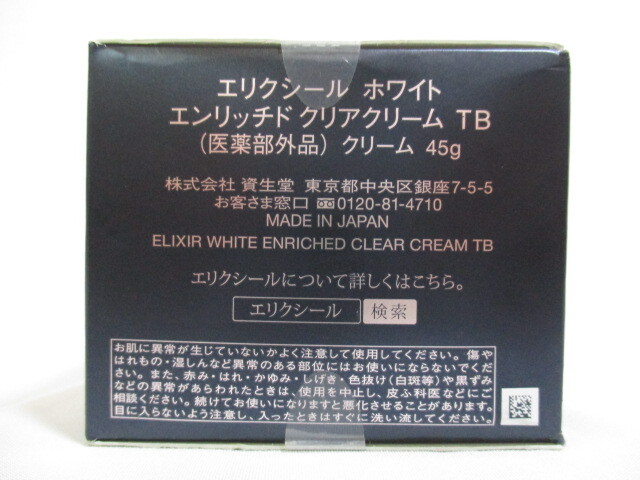 エリクシール ホワイト
エンリッチド クリアクリーム TB
（医薬部外品） クリーム 45g
株式会社 資生堂 東京都中央区銀座7-5-5
お客さま窓口 0120-81-4710
MADE IN JAPAN
ELIXIR WHITE ENRICHED CLEAR CREAM TB
エリクシールについて詳しくはこちら。
エリクシール 検索
お肌に異常が生じていないかよく注意して使用してください。傷や
はれもの・湿しんなど異常のある部位にはお使いにならないでくだ
さい。また、赤み・はれ・かゆみ・しげき・色抜け（白斑等）や黒ずみ
などの異常があらわれたときは、使用を中止し、皮ふ科医などにご
相談ください。続けてお使いになりますと悪化することがあります。
目に入らないよう注意し、入ったときはすぐに洗い流してください。